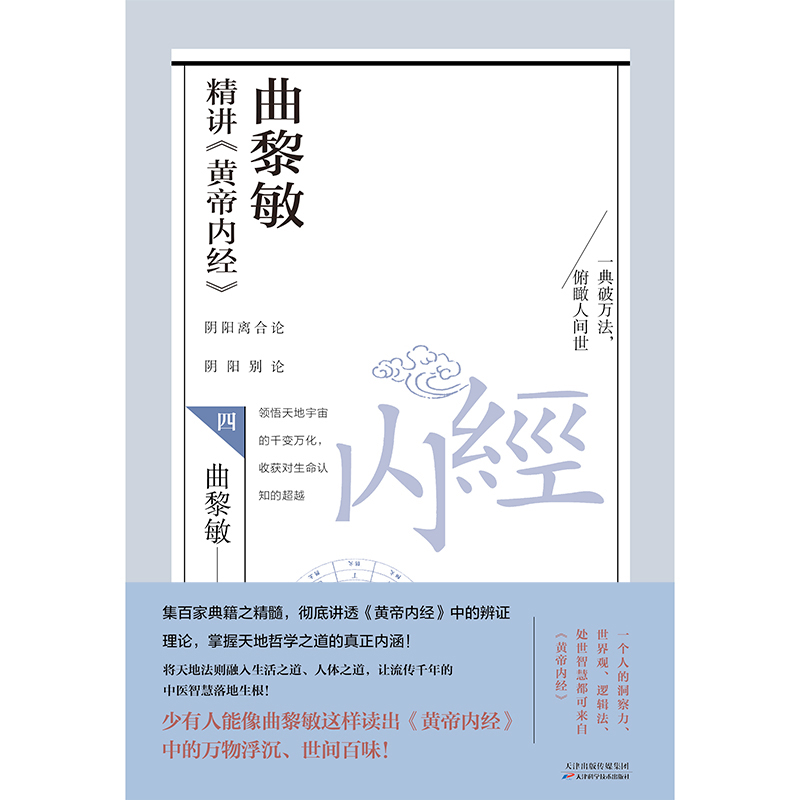 曲黎敏
精讲《黄帝内经》
阴阳离合论
阴阳别论
一典破万法，
俯瞰人间世
四
领悟天地宇宙
的千变万化，
收获对生命认
知的超越
内經
曲黎敏
集百家典籍之精髓，彻底讲透《黄帝内经》中的辨证
理论，掌握天地哲学之道的真正内涵！
将天地法则融入生活之道、人体之道，让流传千年的
中医智慧落地生根！
少有人能像曲黎敏这样读出《黄帝内经》
中的万物浮沉、世间百味！
一个人的洞察力、
世界观、逻辑法、
处世智慧都可来自
《黄帝内经》
天津出版传媒集团
天津科学技术出版社